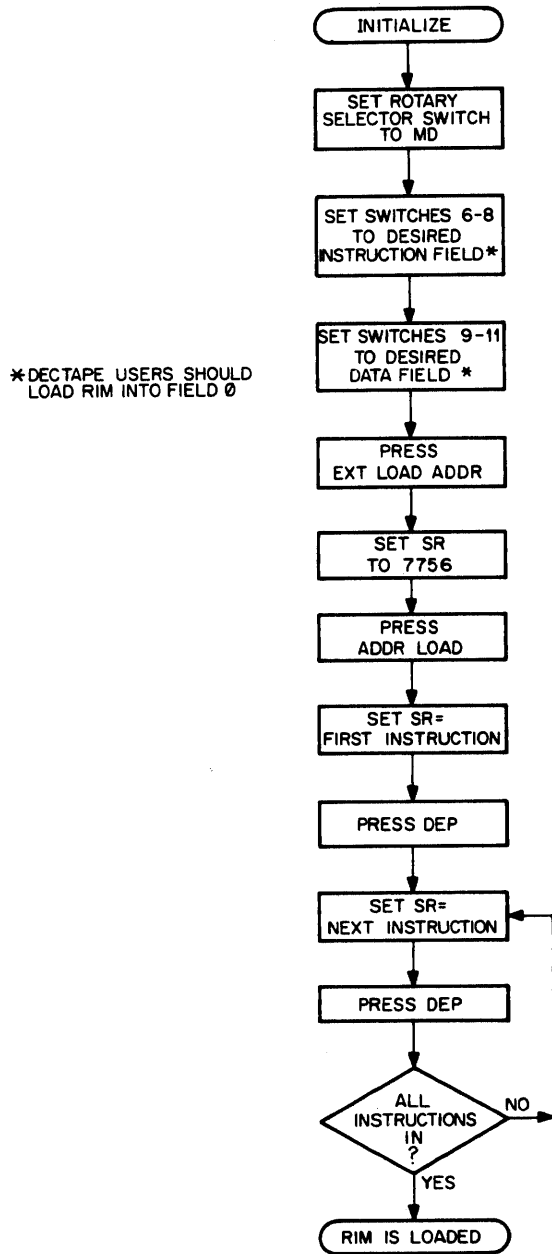 INITIALIZE
SET ROTARY
SELECTOR SWITCH
TO MD
SET SWITCHES 6-8
TO DESIRED
INSTRUCTION FIELD*
SET SWITCHES 9-11
TO DESIRED
DATA FIELD *
*DECTAPE USERS SHOULD
LOAD RIM INTO FIELD Ø
PRESS
EXT LOAD ADDR
SET SR
TO 7756
PRESS
ADDR LOAD
SET SR=
FIRST INSTRUCTION
PRESS DEP
SET SR=
NEXT INSTRUCTION
PRESS DEP
ALL
INSTRUCTIONS
IN
?
NO
YES
RIM IS LOADED